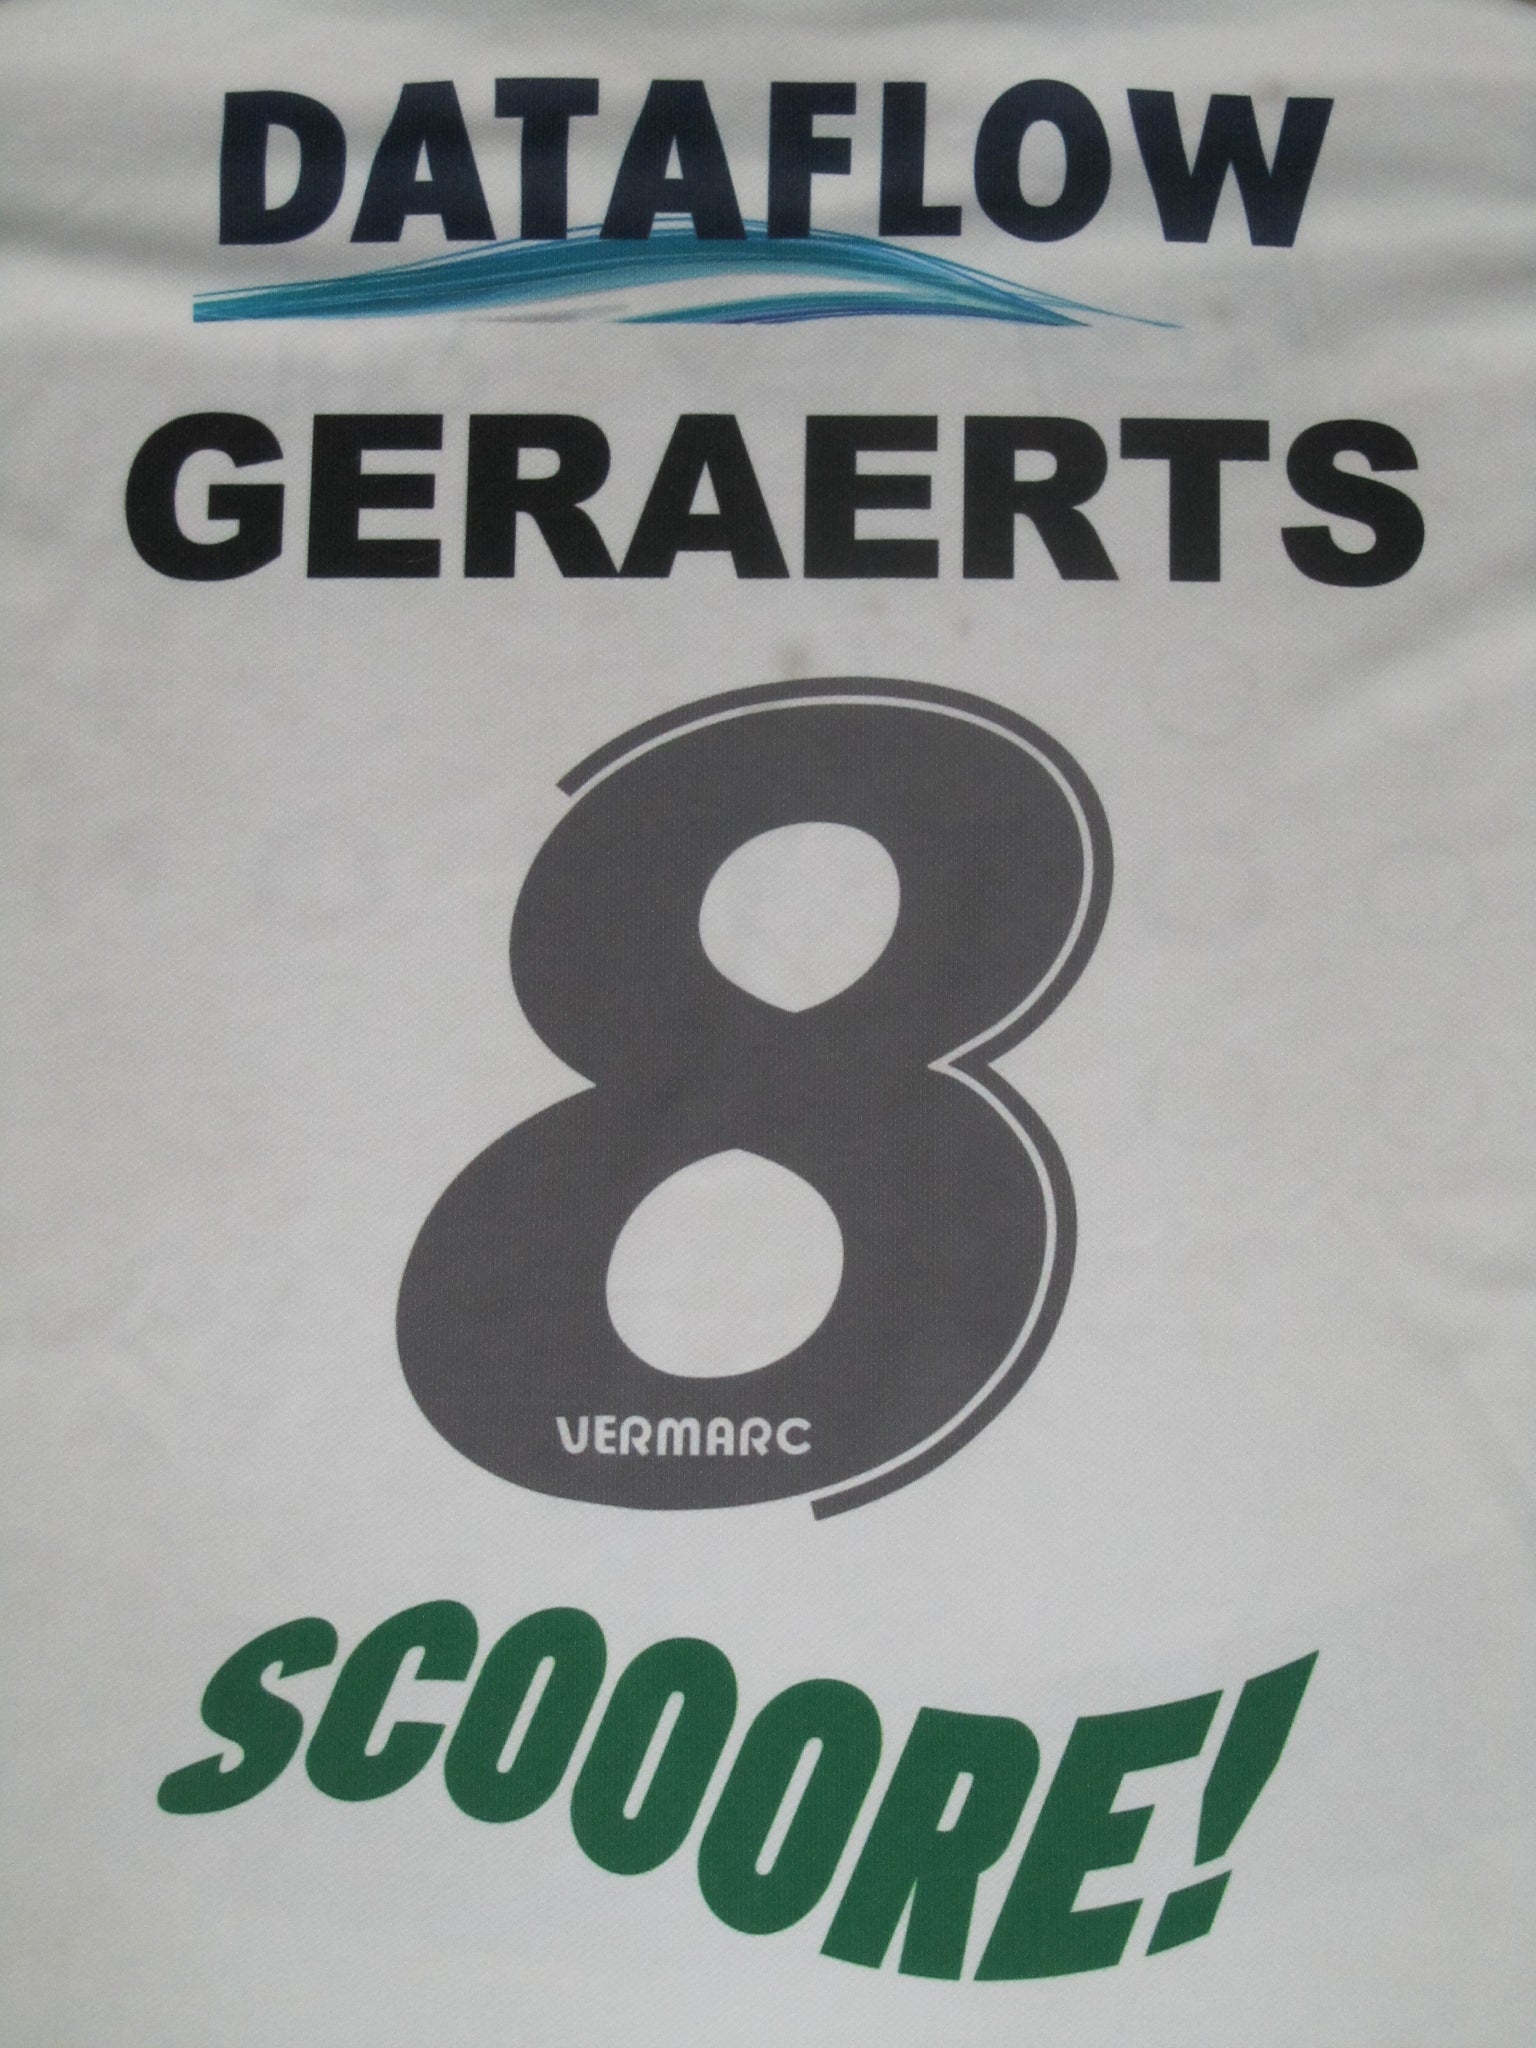 DATAFLOW
GERAERTS
8
VERMARC
SCOOORE!